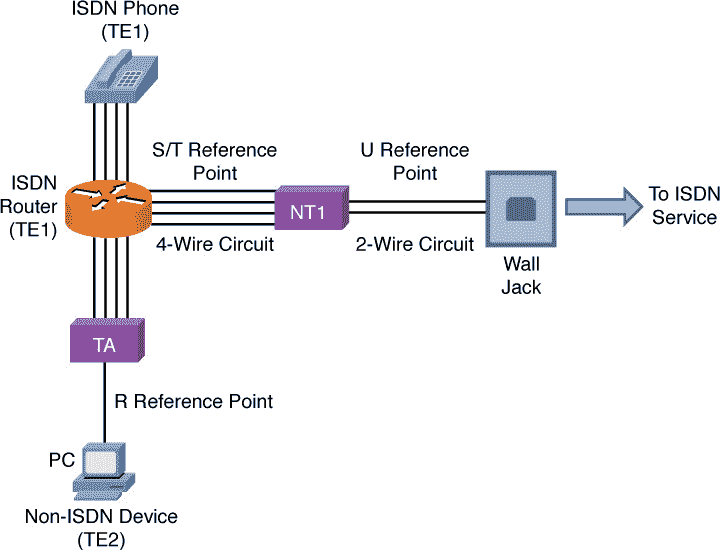 ISDN Phone
(TE1)
S/T Reference
Point
U Reference
Point
ISDN
Router
(TE1)
NT1
To ISDN
Service
4-Wire Circuit
2-Wire Circuit
Wall
Jack
TA
R Reference Point
PC
Non-ISDN Device
(TE2)